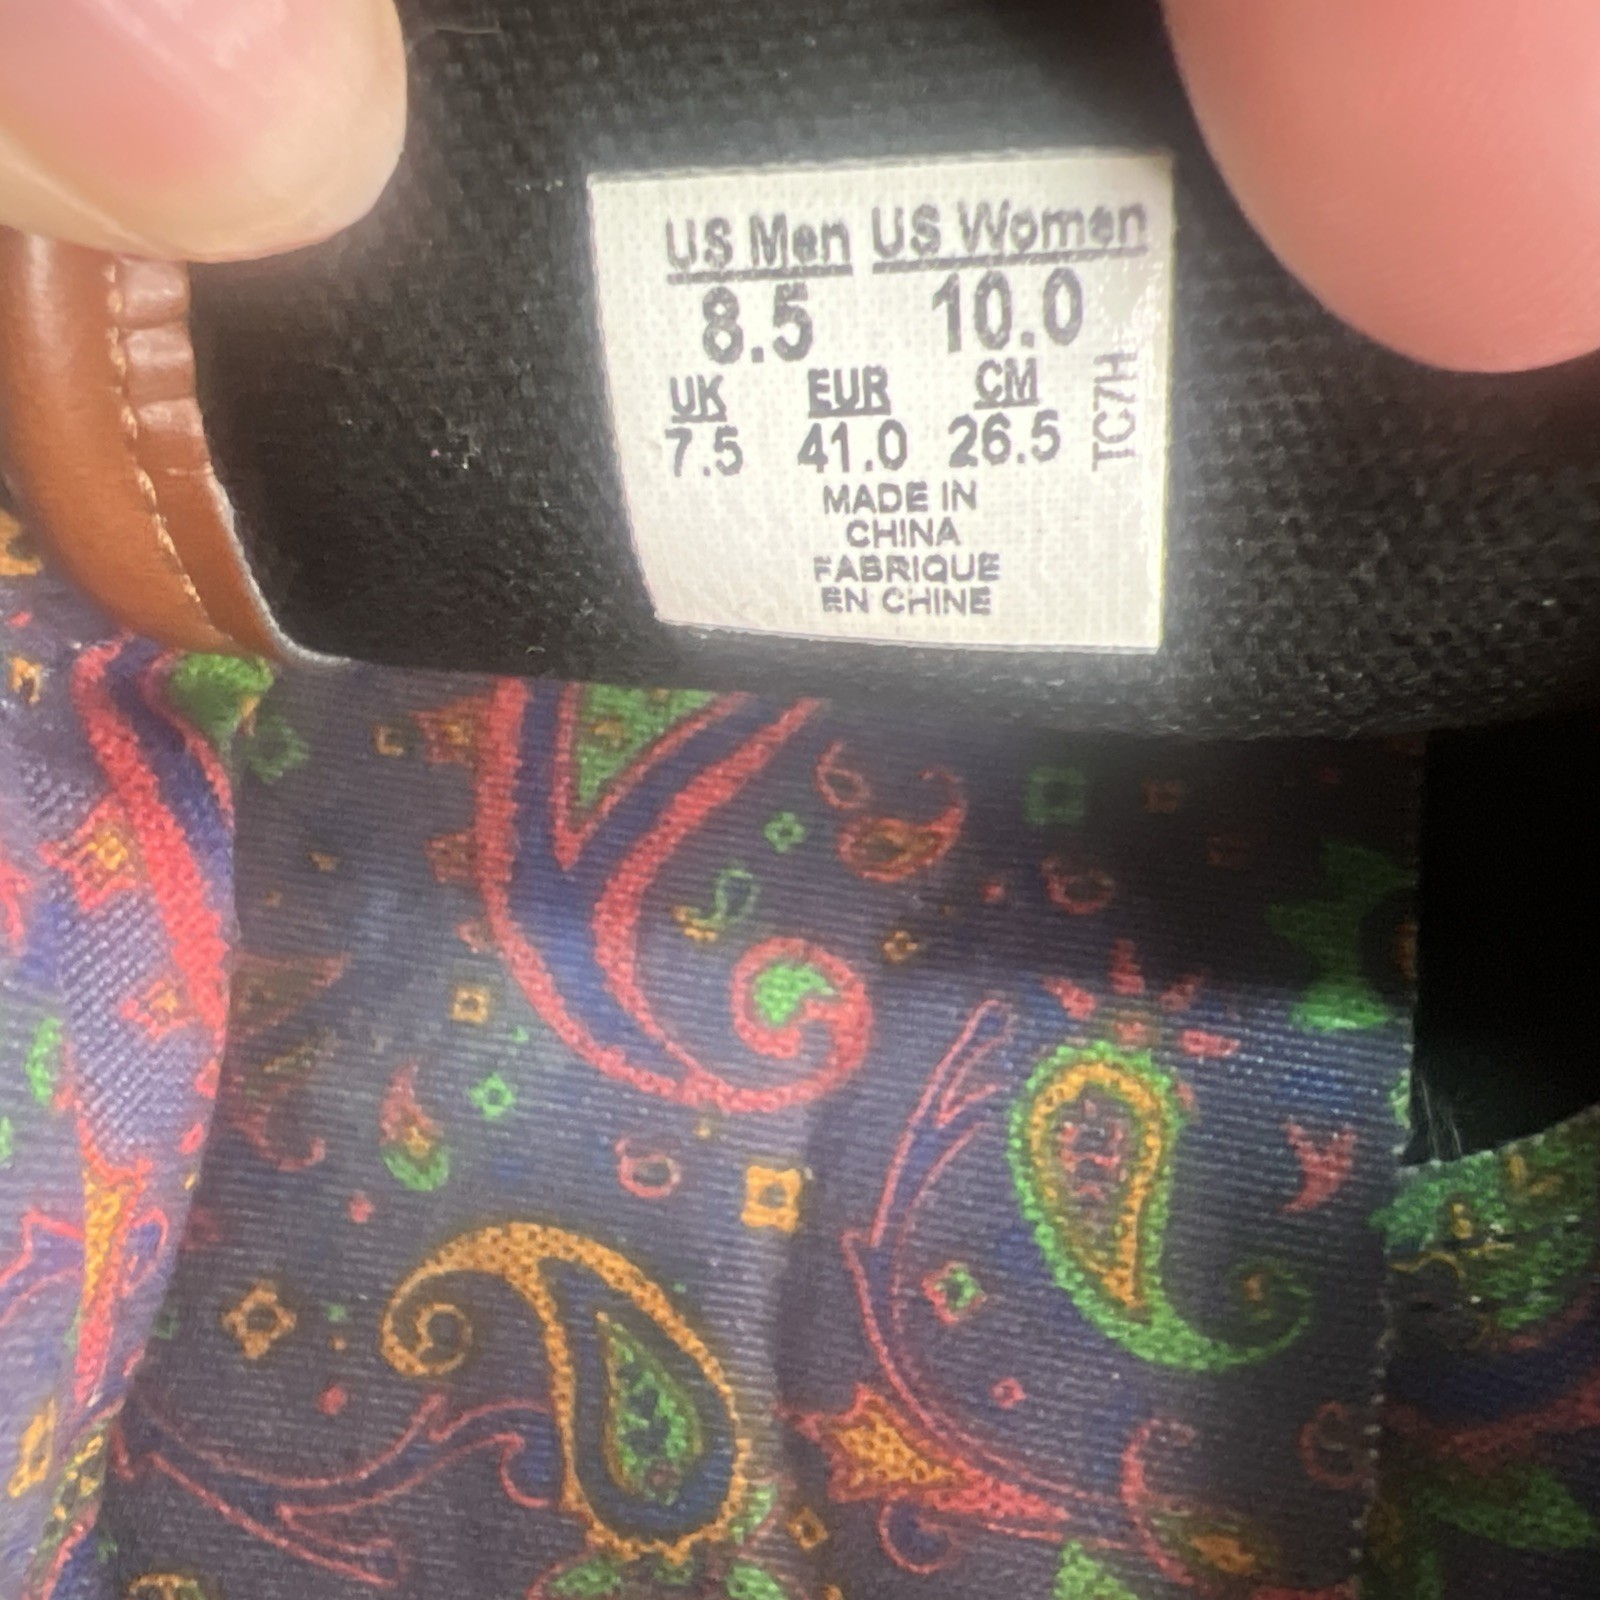 US Men US Women
8.5 10.0
UK EUR CM
7.5 41.0 26.5
TC7H
MADE IN
CHINA
FABRIQUE
EN CHINE